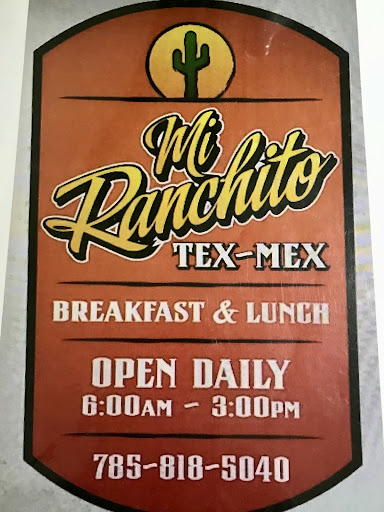 Mi
Ranchito
TEX-MEX
BREAKFAST & LUNCH
OPEN DAILY
6:00AM - 3:00PM
785-818-5040